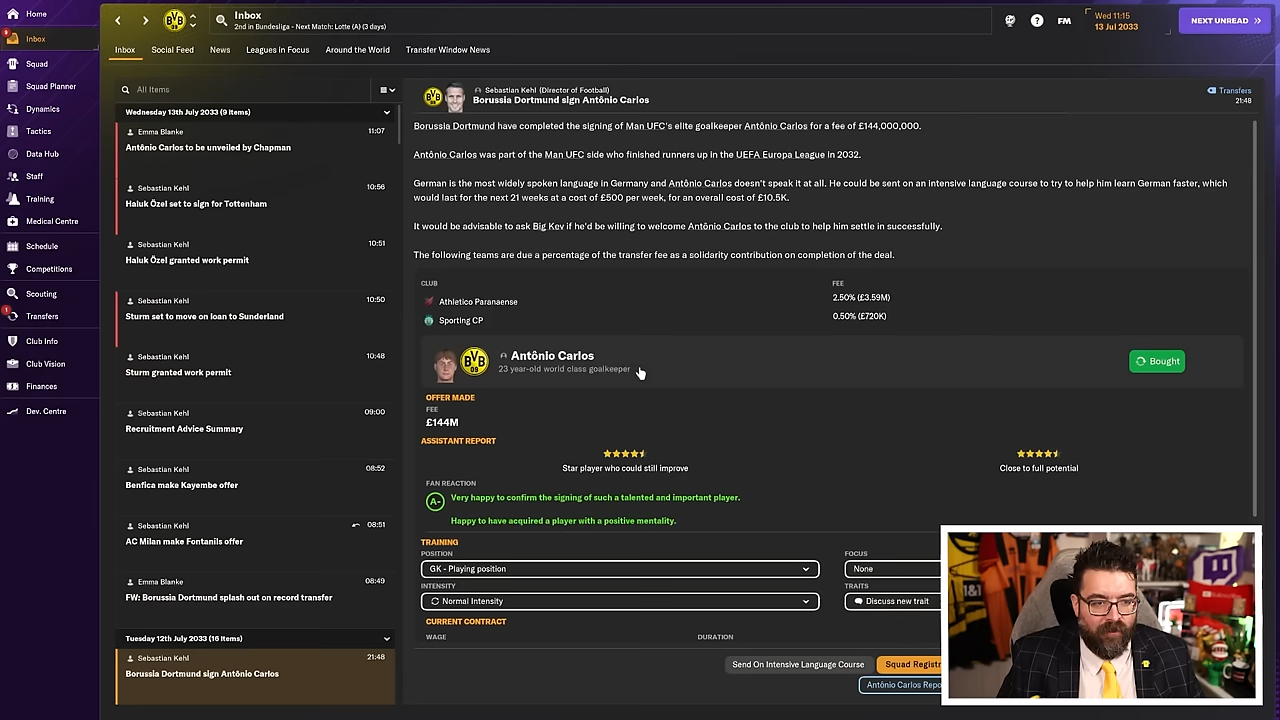 Home
Inbox
Squad
Squad Planner
Dynamics
Tactics
Data Hub
Staff
Training
Medical Centre
Schedule
Competitions
Scouting
Transfers
Club Info
Club Vision
Finances
Dev. Centre
Inbox
2nd in Bundesliga - Next Match: Lotte (A) (3 days)
FM
Wed 11:15
13 Jul 2033
NEXT UNREAD
Inbox
Social Feed
News
Leagues In Focus
Around the World
Transfer Window News
All Items
Wednesday 13th July 2033 (9 Items)
Emma Blanke 11:07
Antônio Carlos to be unveiled by Chapman
Sebastian Kehl 10:56
Haluk Özel set to sign for Tottenham
Sebastian Kehl 10:51
Haluk Özel granted work permit
Sebastian Kehl 10:50
Sturm set to move on loan to Sunderland
Sebastian Kehl 10:48
Sturm granted work permit
Sebastian Kehl 09:00
Recruitment Advice Summary
Sebastian Kehl 08:52
Benfica make Kayembe offer
Sebastian Kehl 08:51
AC Milan make Fontanils offer
Emma Blanke 08:49
FW: Borussia Dortmund splash out on record transfer
Tuesday 12th July 2033 (16 Items)
Sebastian Kehl 21:48
Borussia Dortmund sign Antônio Carlos
Sebastian Kehl (Director of Football)
Borussia Dortmund sign Antônio Carlos
Transfers
21:48
Borussia Dortmund have completed the signing of Man UFC's elite goalkeeper Antônio Carlos for a fee of £144,000,000.
Antônio Carlos was part of the Man UFC side who finished runners up in the UEFA Europa League in 2032.
German is the most widely spoken language in Germany and Antônio Carlos doesn't speak it at all. He could be sent on an intensive language course to try to help him learn German faster, which
would last for the next 21 weeks at a cost of £500 per week, for an overall cost of £10.5K.
It would be advisable to ask Big Kev if he'd be willing to welcome Antônio Carlos to the club to help him settle in successfully.
The following teams are due a percentage of the transfer fee as a solidarity contribution on completion of the deal.
CLUB FEE
Athletico Paranaense 2.50% (£3.59M)
Sporting CP 0.50% (£720K)
BVB
09
Antônio Carlos
23 year-old world class goalkeeper
Bought
OFFER MADE
FEE
£144M
ASSISTANT REPORT
Star player who could still improve
Close to full potential
FAN REACTION
A-
Very happy to confirm the signing of such a talented and important player.
Happy to have acquired a player with a positive mentality.
TRAINING
POSITION FOCUS
GK - Playing position None
INTENSITY TRAITS
Normal Intensity Discuss new trait
CURRENT CONTRACT
WAGE DURATION
Send On Intensive Language Course
Squad Registr
Antônio Carlos Repo
1&1